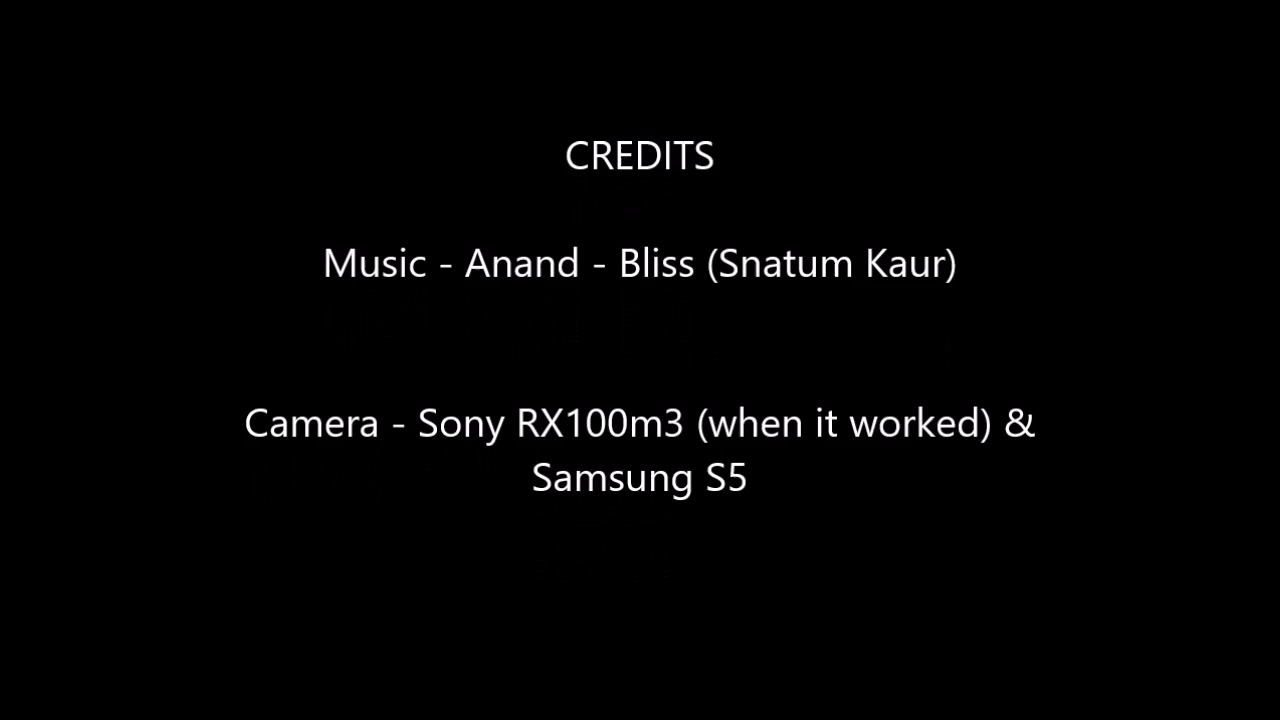 CREDITS
Music - Anand - Bliss (Snatum Kaur)
Camera - Sony RX100m3 (when it worked) &
Samsung S5